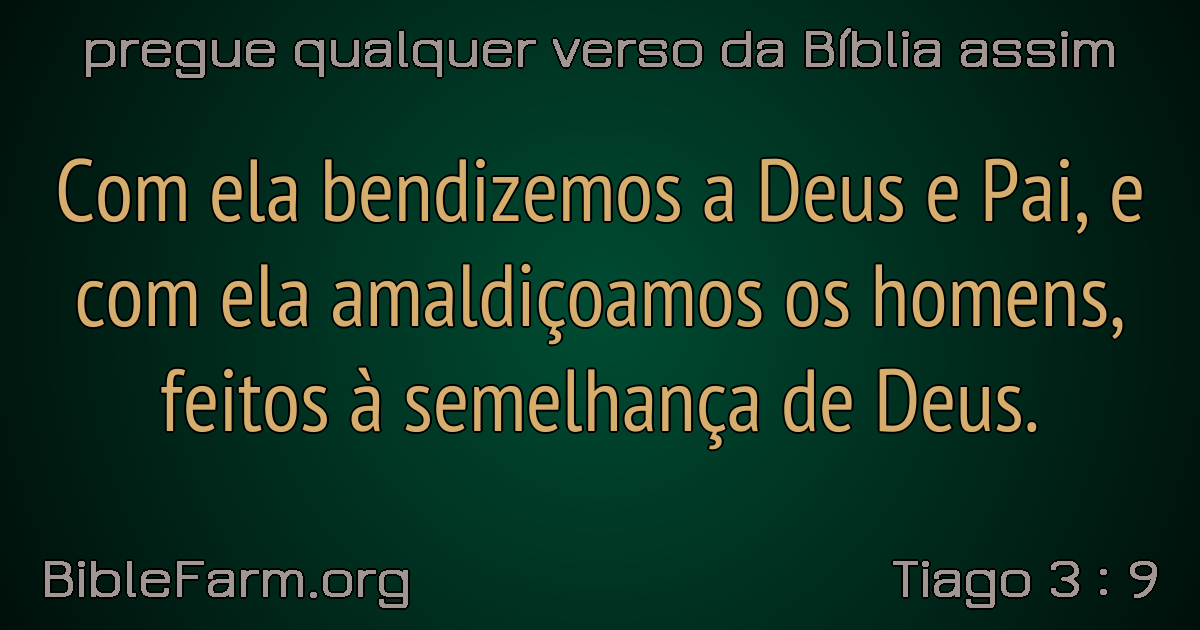 pregue qualquer verso da Bíblia assim
Com ela bendizemos a Deus e Pai, e
com ela amaldiçoamos os homens,
feitos à semelhança de Deus.
BibleFarm.org
Tiago 3 : 9